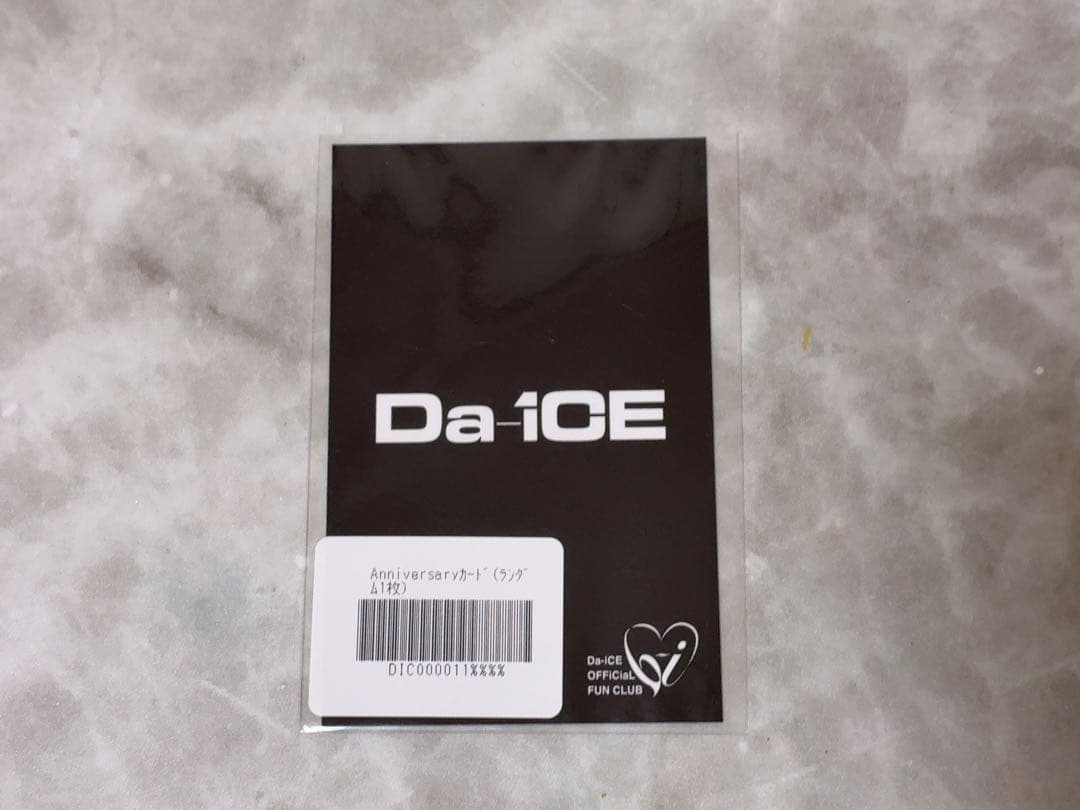 Da-iCE
Anniversaryｶｰﾄﾞ(ﾗﾝﾀﾞ
ﾑ1枚)
DIC000011%%%%
Da-iCE
OFFiCiaL
FUN CLUB